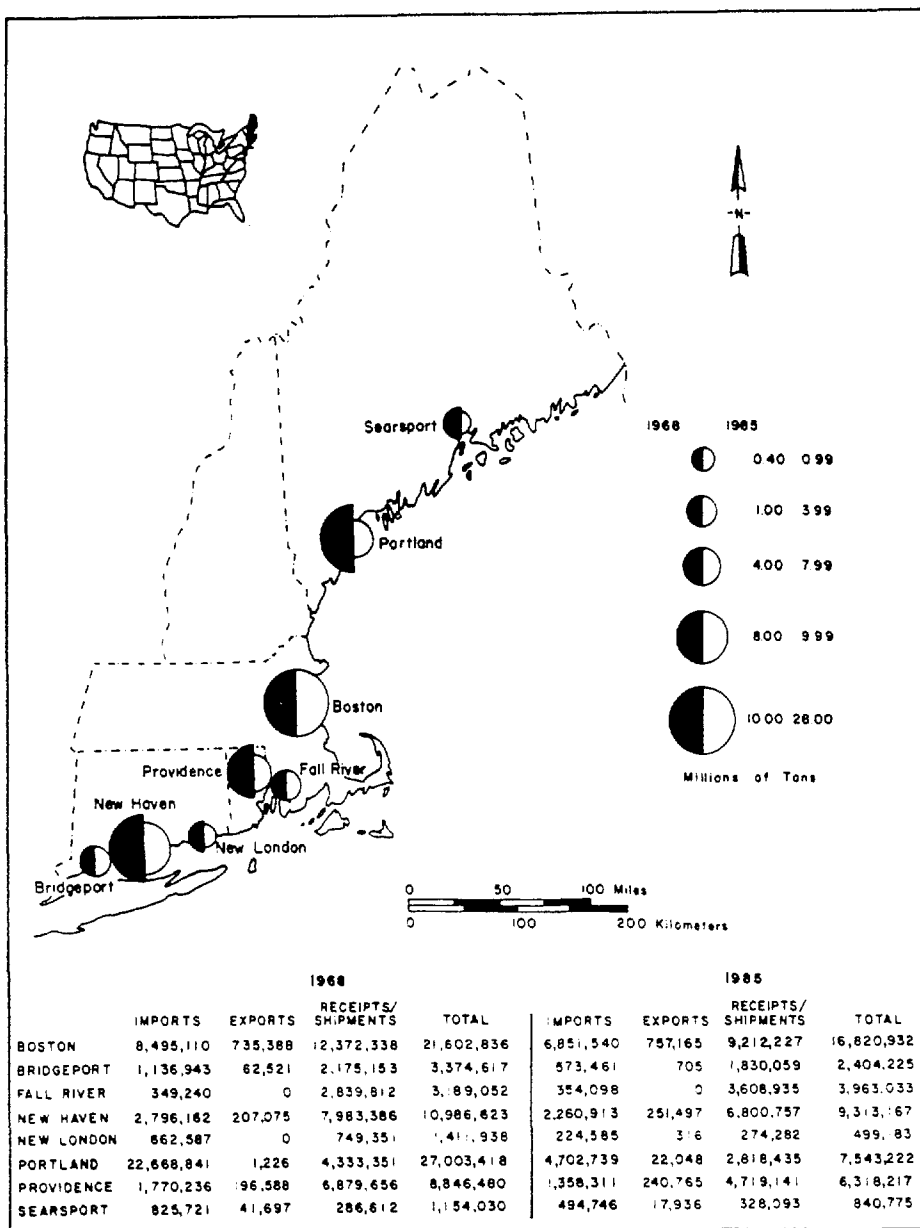 -N-
Searsport
1968 1985
0.40 0.99
Portland
1.00 3.99
4.00 7.99
8.00 9.99
Boston
10.00 28.00
Providence
Fall River
Millions of Tons
New Haven
New London
Bridgeport
0 50 100 Miles
0 100 200 Kilometers
1968 1985
IMPORTS EXPORTS RECEIPTS/ SHIPMENTS TOTAL IMPORTS EXPORTS RECEIPTS/ SHIPMENTS TOTAL
BOSTON 8,495,110 735,388 12,372,338 21,602,836 6,851,540 757,165 9,212,227 16,820,932
BRIDGEPORT 1,136,943 62,521 2,175,153 3,374,617 573,461 705 1,830,059 2,404,225
FALL RIVER 349,240 0 2,839,812 3,189,052 354,098 0 3,608,935 3,963,033
NEW HAVEN 2,796,162 207,075 7,983,386 10,986,623 2,260,913 251,497 6,800,757 9,313,167
NEW LONDON 662,587 0 749,351 1,411,938 224,585 316 274,282 499,183
PORTLAND 22,668,841 1,226 4,333,351 27,003,418 4,702,739 22,048 2,818,435 7,543,222
PROVIDENCE 1,770,236 196,588 6,879,656 8,846,480 1,358,311 240,765 4,719,141 6,318,217
SEARSPORT 825,721 41,697 286,612 1,154,030 494,746 17,936 328,093 840,775